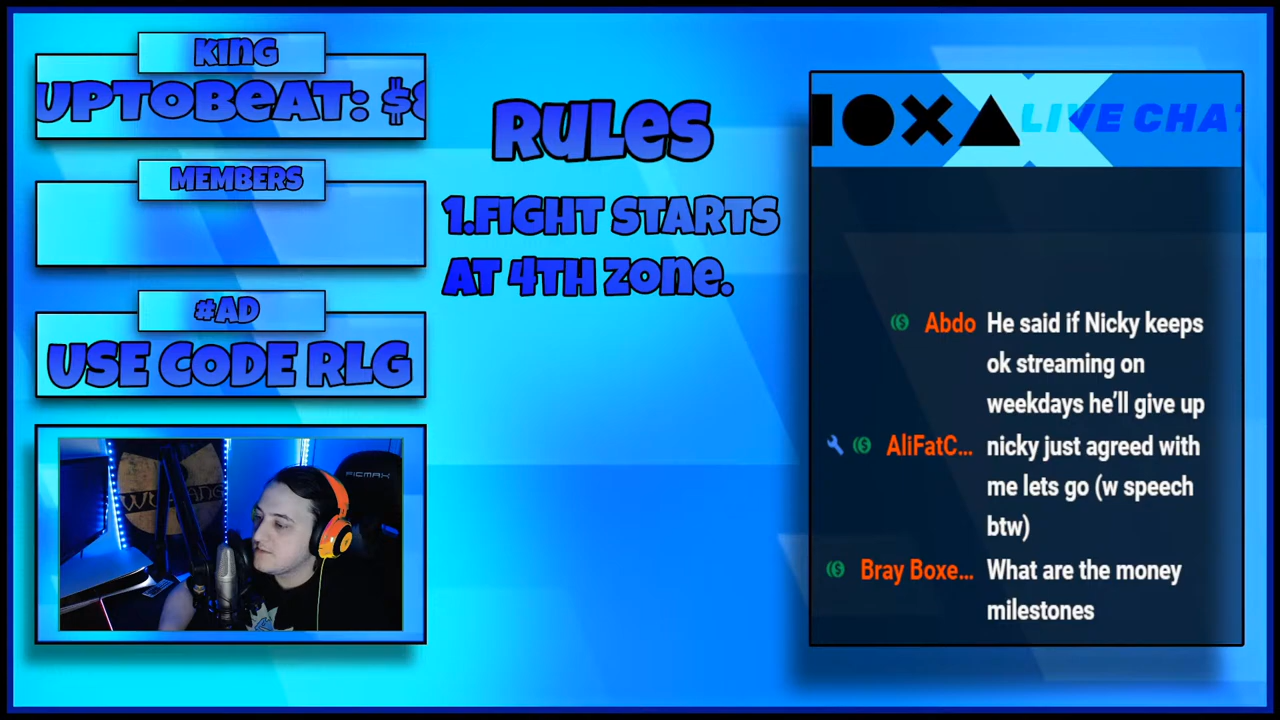 KING
UPTOBEAT: $
MEMBERS
#AD
USE CODE RLG
RULES
1.FIGHT STARTS
AT 4TH ZONE.
LIVE CHAT
Abdo He said if Nicky keeps
ok streaming on
weekdays he'll give up
AliFatC... nicky just agreed with
me lets go (w speech
btw)
Bray Boxe... What are the money
milestones
PICMAX